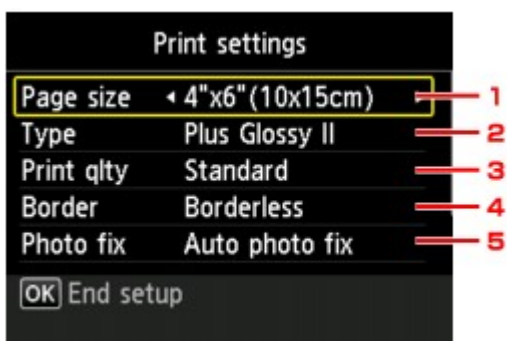 Print settings
Page size 4"x6"(10x15cm) 1
Type Plus Glossy II 2
Print qlty Standard 3
Border Borderless 4
Photo fix Auto photo fix 5
OK End setup